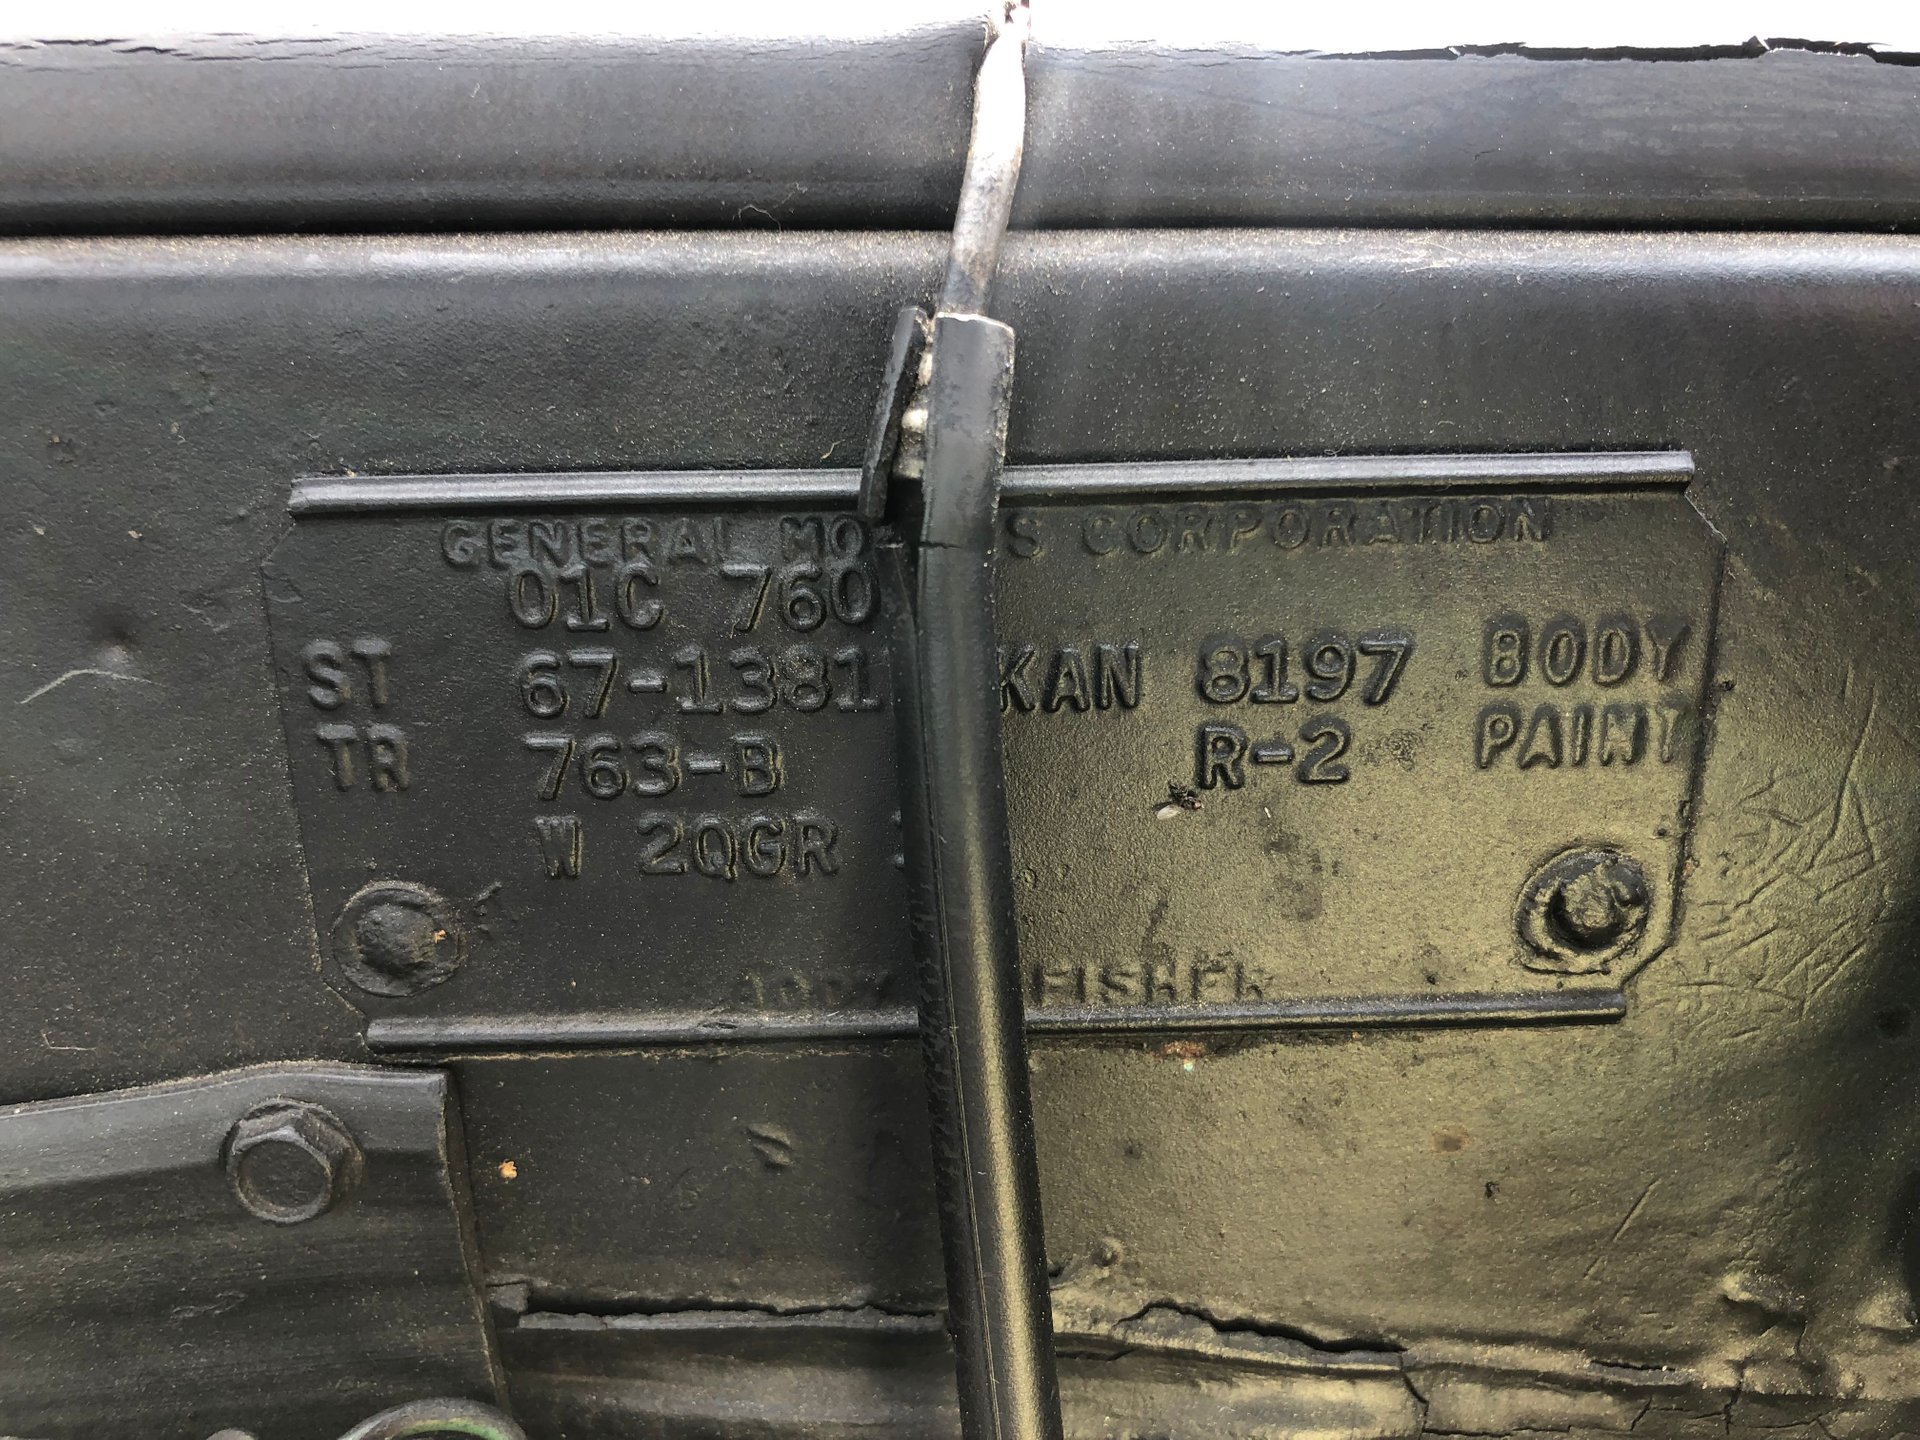 GENERAL MO S CORPORATION
01C 760
ST 67-1381 KAN 8197 BODY
TR 763-B R-2 PAINT
W 2QGR
FISHER